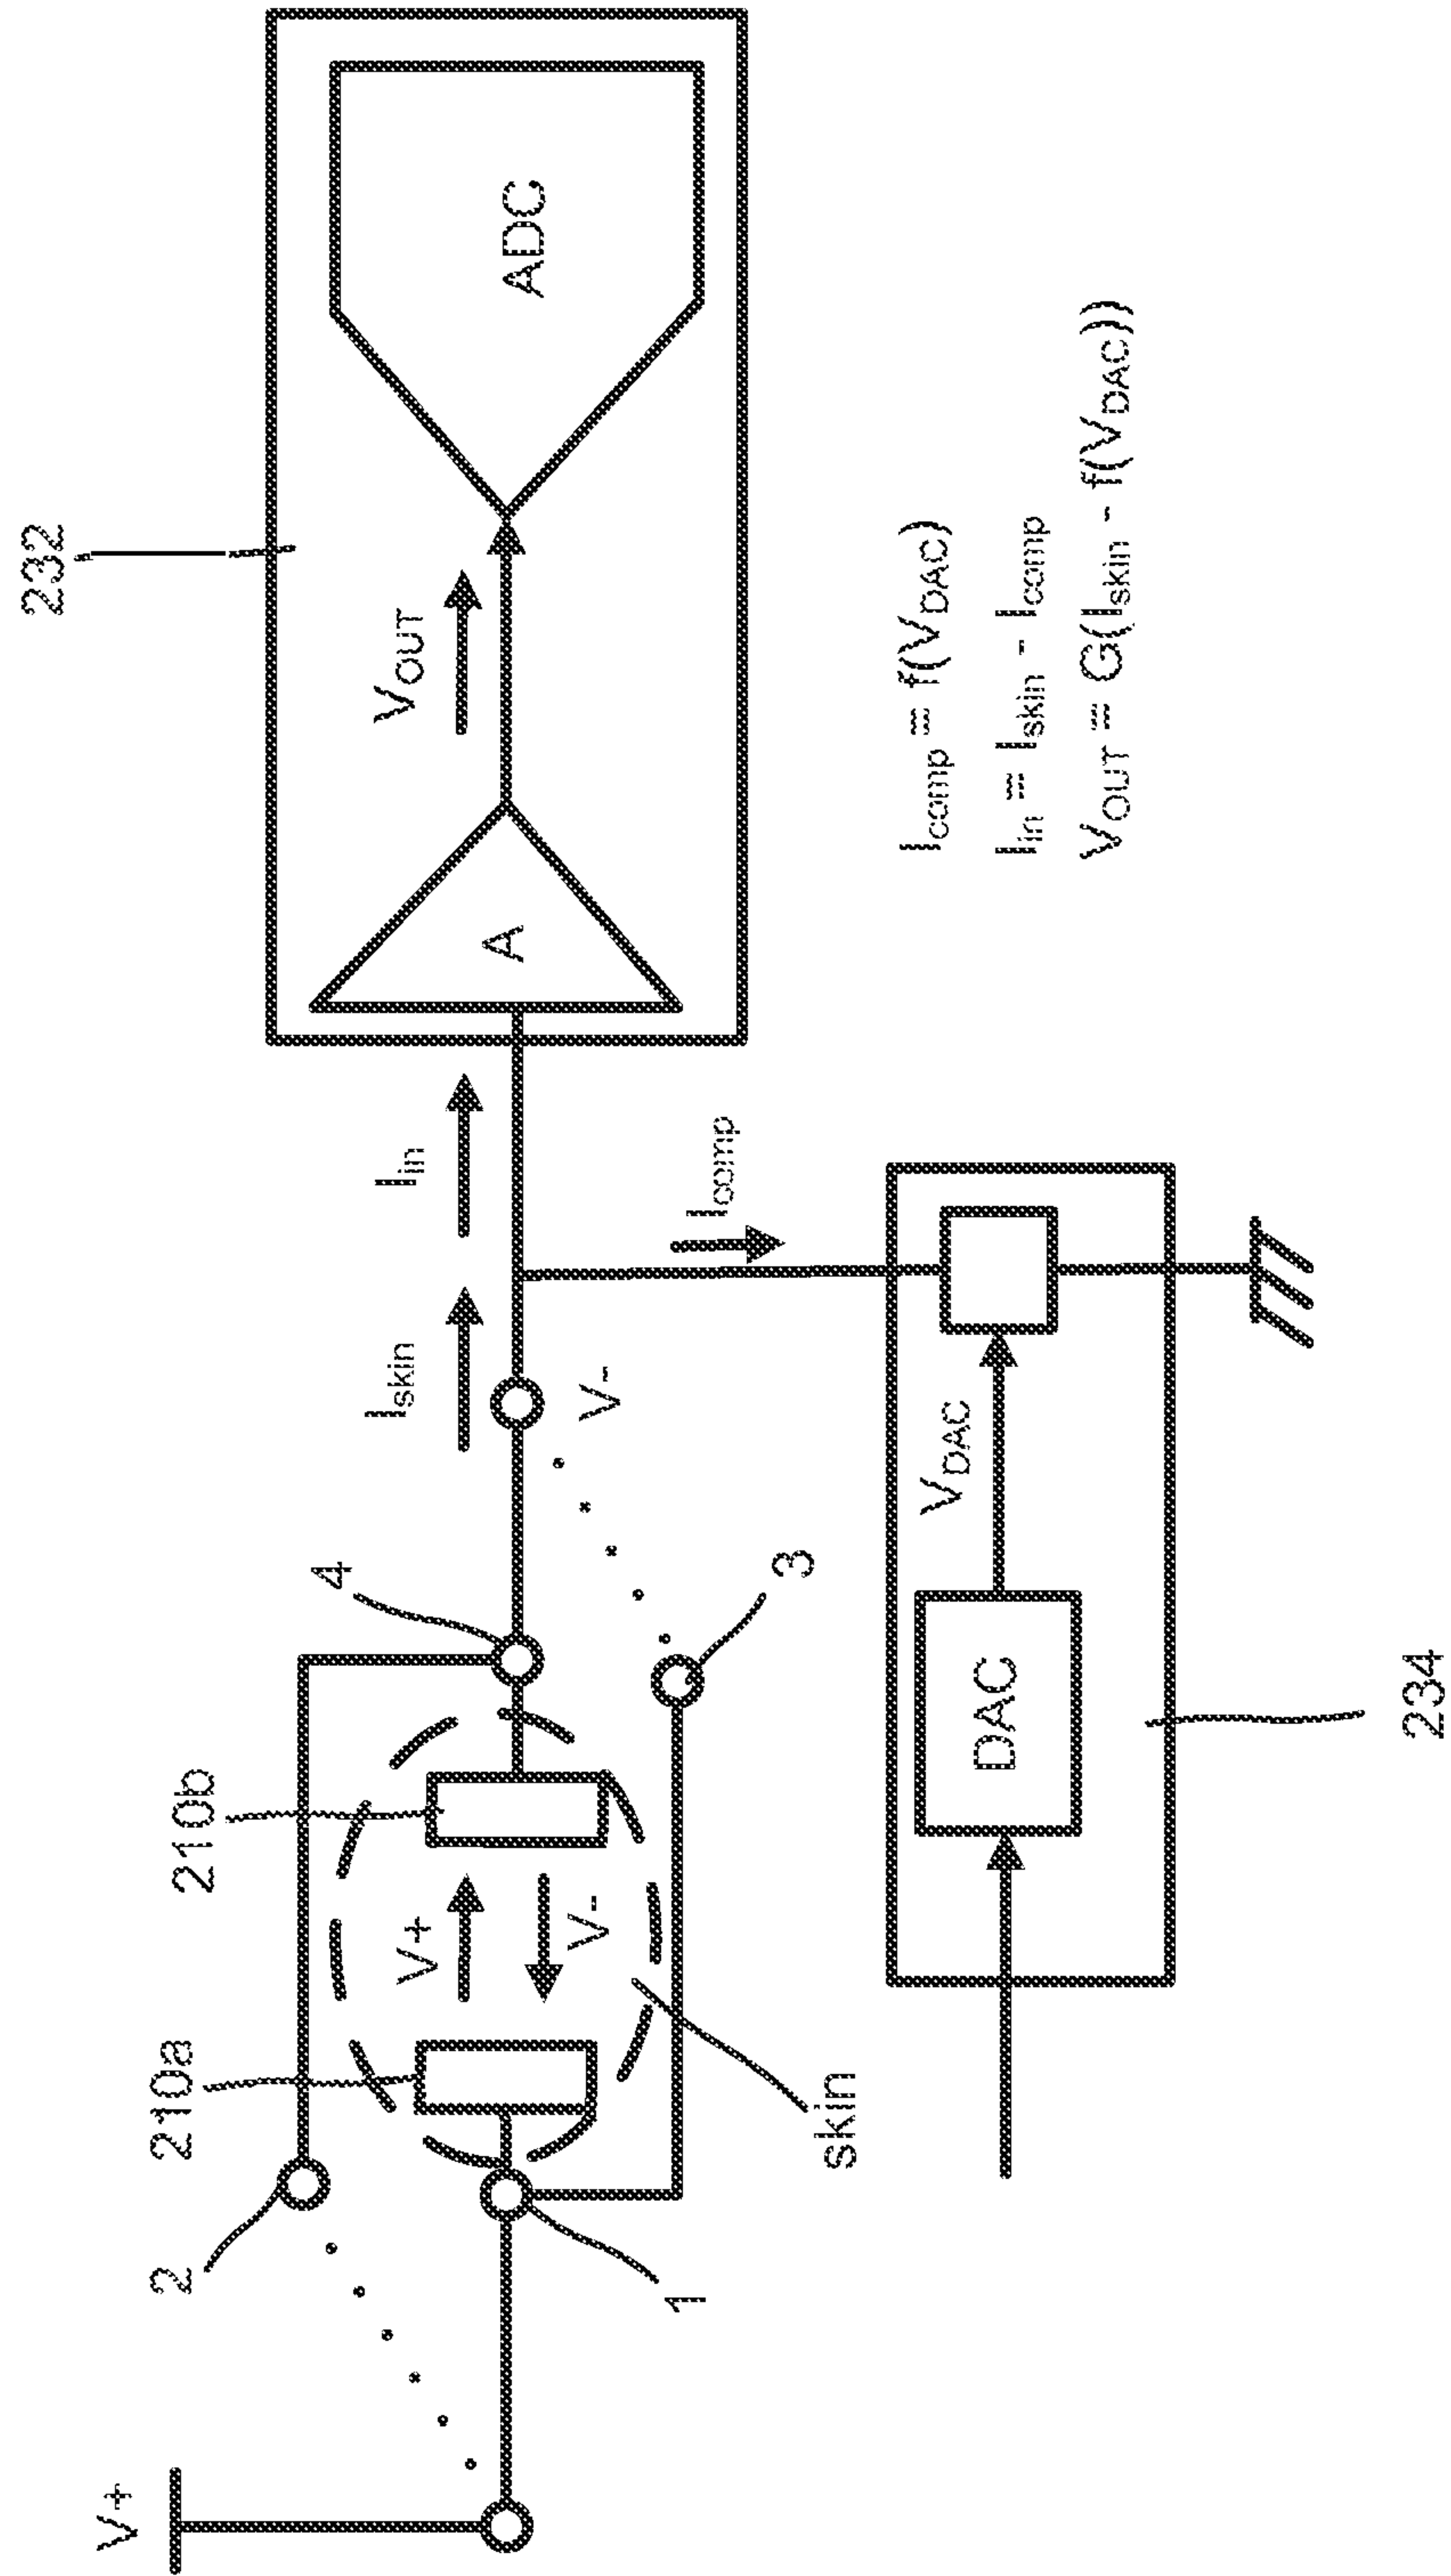 232
V+
2
210a
210b
4
I_skin
I_in
V_OUT
A
ADC
V+
V-
V-
1
skin
3
I_comp
DAC
V_DAC
234
I_comp = f(V_DAC)
I_in = I_skin - I_comp
V_OUT = G(I_skin - f(V_DAC))